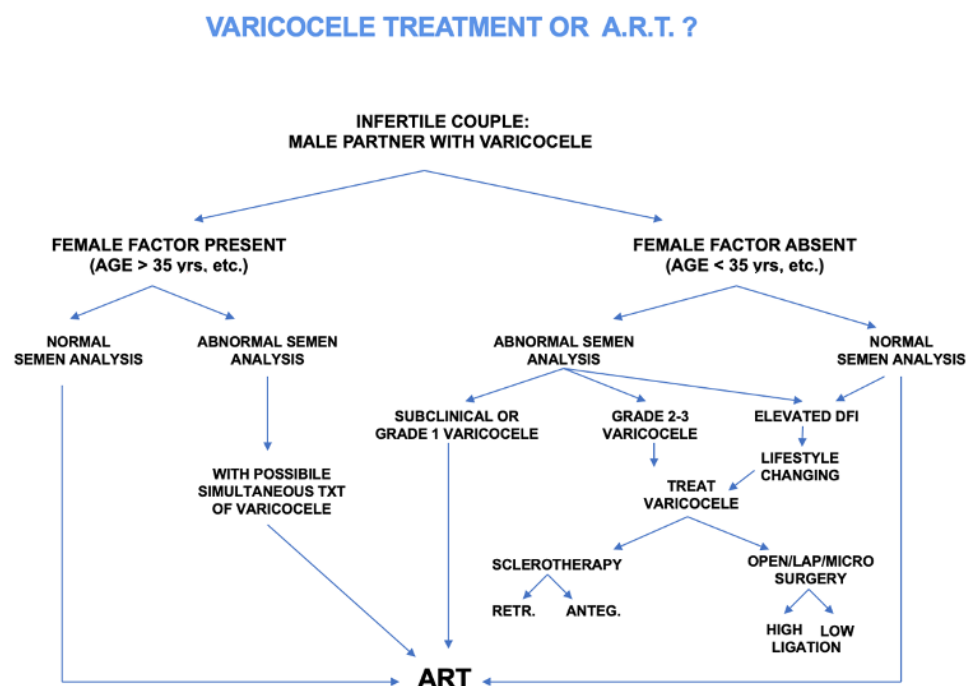 VARICOCELE TREATMENT OR A.R.T. ?
INFERTILE COUPLE:
MALE PARTNER WITH VARICOCELE
FEMALE FACTOR PRESENT
(AGE > 35 yrs, etc.)
FEMALE FACTOR ABSENT
(AGE < 35 yrs, etc.)
NORMAL
SEMEN ANALYSIS
ABNORMAL SEMEN
ANALYSIS
ABNORMAL SEMEN
ANALYSIS
NORMAL
SEMEN ANALYSIS
SUBCLINICAL OR
GRADE 1 VARICOCELE
GRADE 2-3
VARICOCELE
ELEVATED DFI
LIFESTYLE
CHANGING
WITH POSSIBILE
SIMULTANEOUS TXT
OF VARICOCELE
TREAT
VARICOCELE
SCLEROTHERAPY
OPEN/LAP/MICRO
SURGERY
RETR.
ANTEG.
HIGH LOW
LIGATION
ART